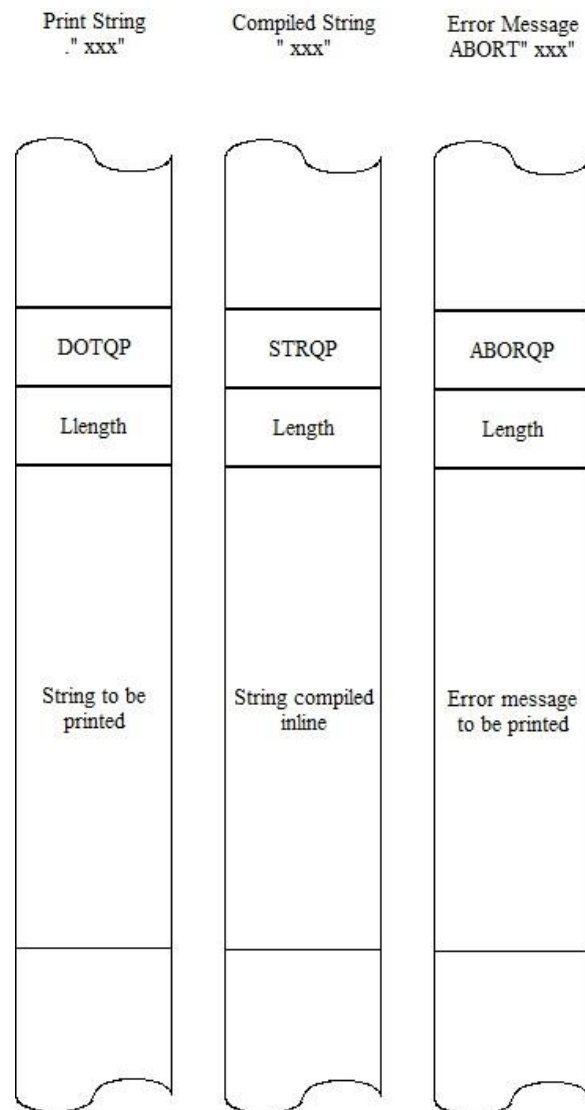 Print String
." xxx"
Compiled String
" xxx"
Error Message
ABORT" xxx"
DOTQP
STRQP
ABORQP
Llength
Length
Length
String to be
printed
String compiled
inline
Error message
to be printed